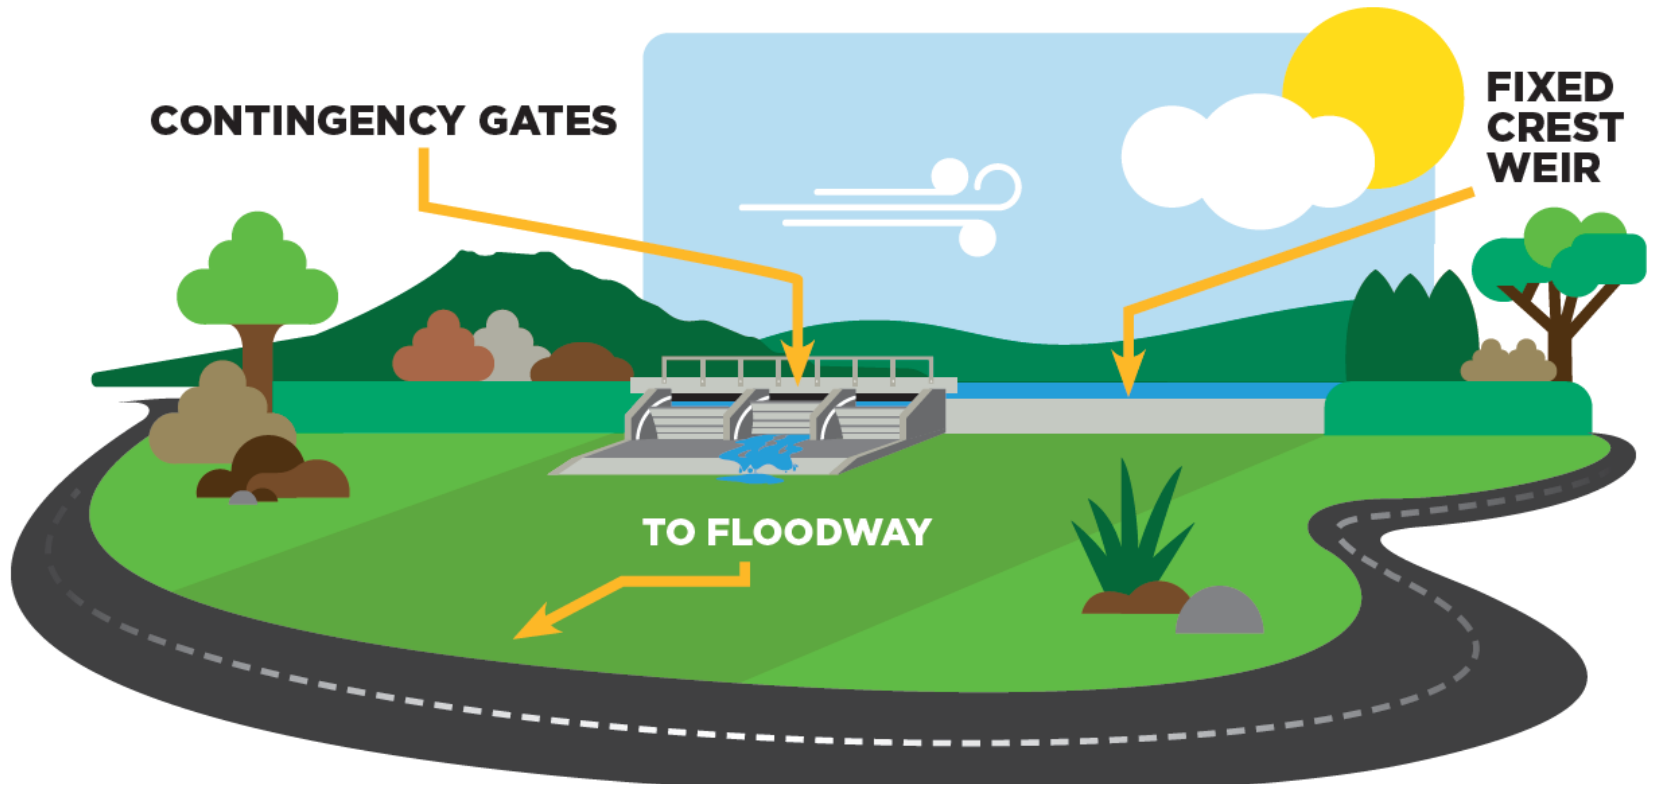 CONTINGENCY GATES
FIXED
CREST
WEIR
TO FLOODWAY